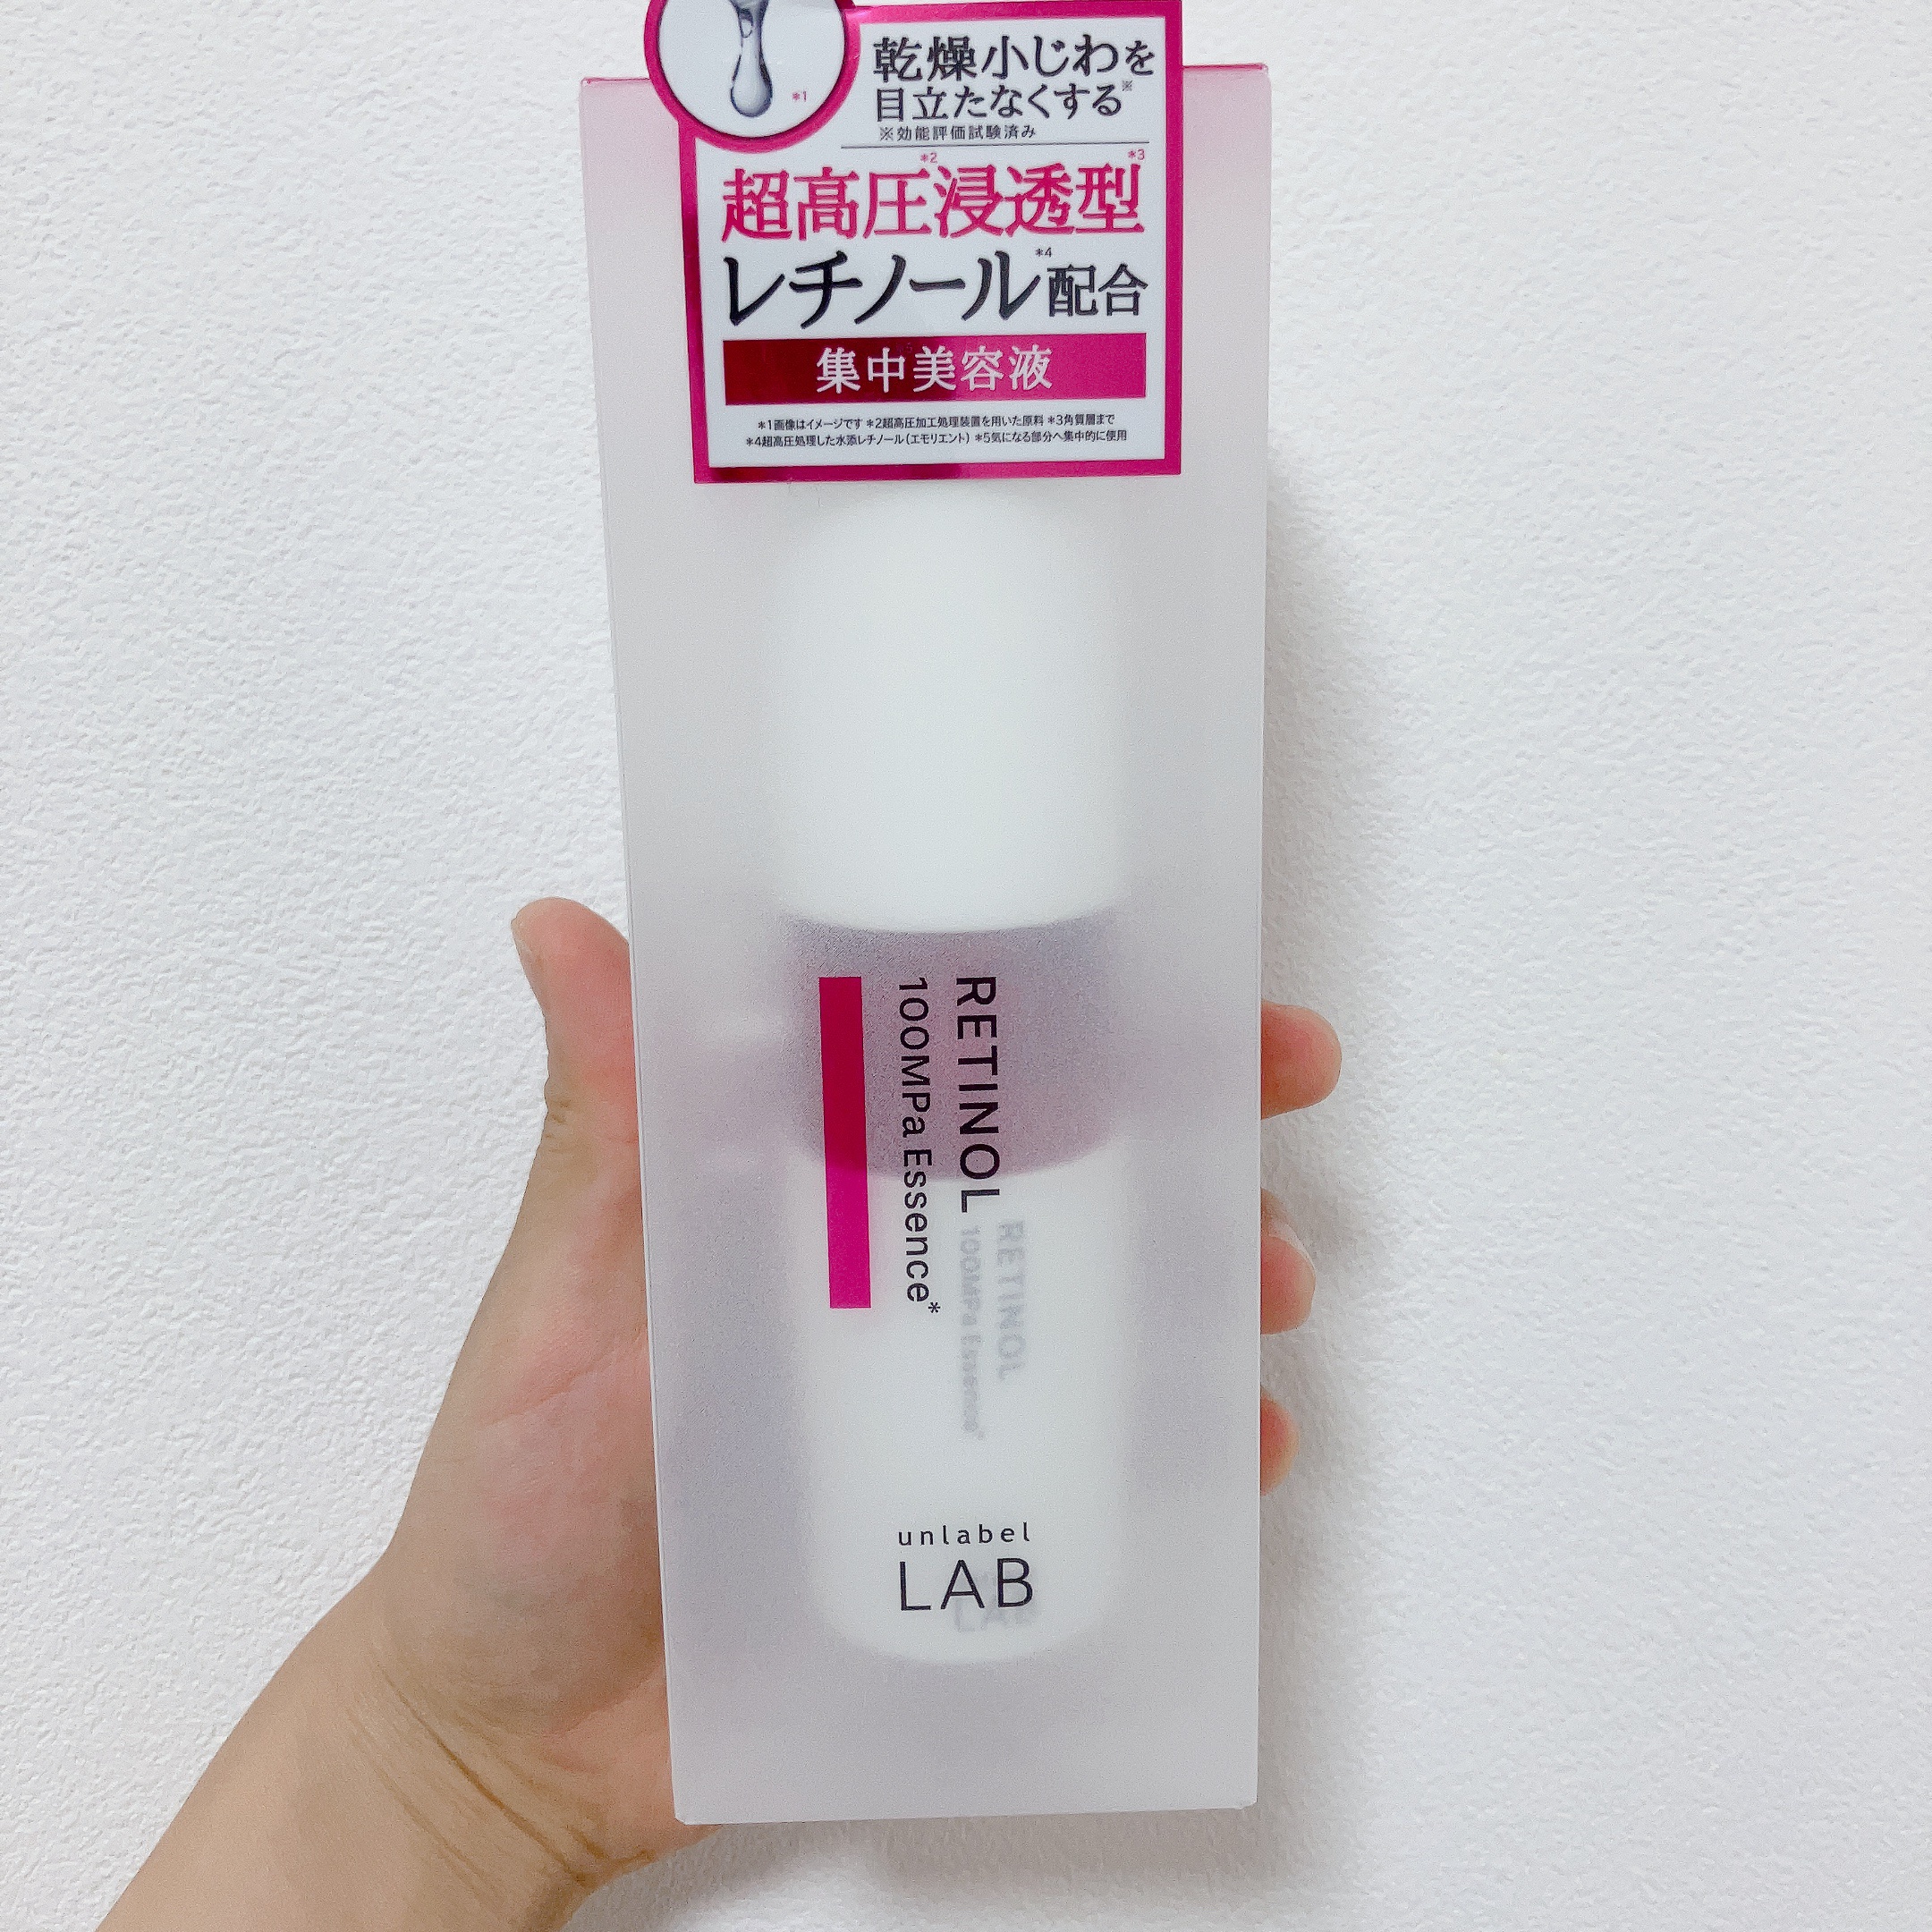 *1
乾燥小じわを
目立たなくする※
※効能評価試験済み
超高圧*2浸透型*3
レチノール*4配合
集中美容液
*1画像はイメージです *2超高圧加工処理装置を用いた原料 *3角質層まで
*4超高圧処理した水添レチノール(エモリエント) *5気になる部分へ集中的に使用
RETINOL
100MPa Essence*
RETINOL
100MPa Essence*
unlabel
LAB
LAB